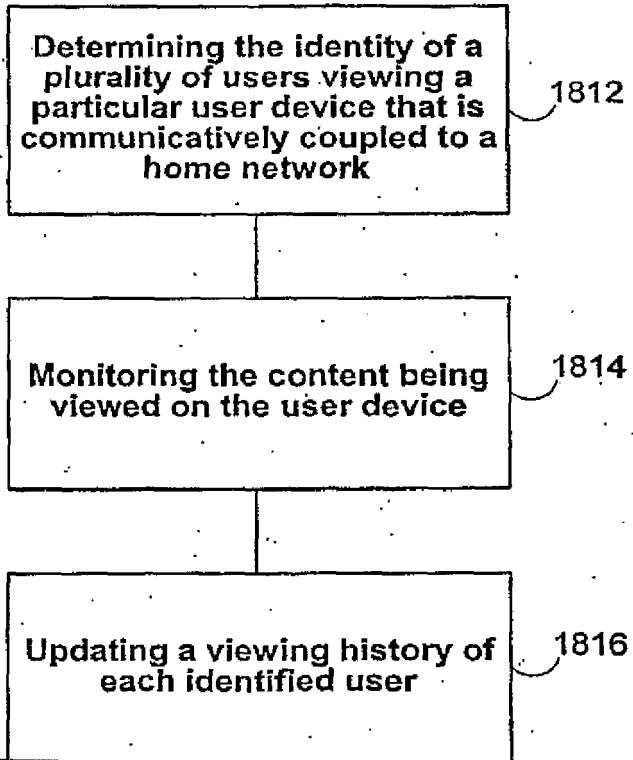 Determining the identity of a
plurality of users viewing a
particular user device that is
communicatively coupled to a
home network
1812
Monitoring the content being
viewed on the user device
1814
Updating a viewing history of
each identified user
1816